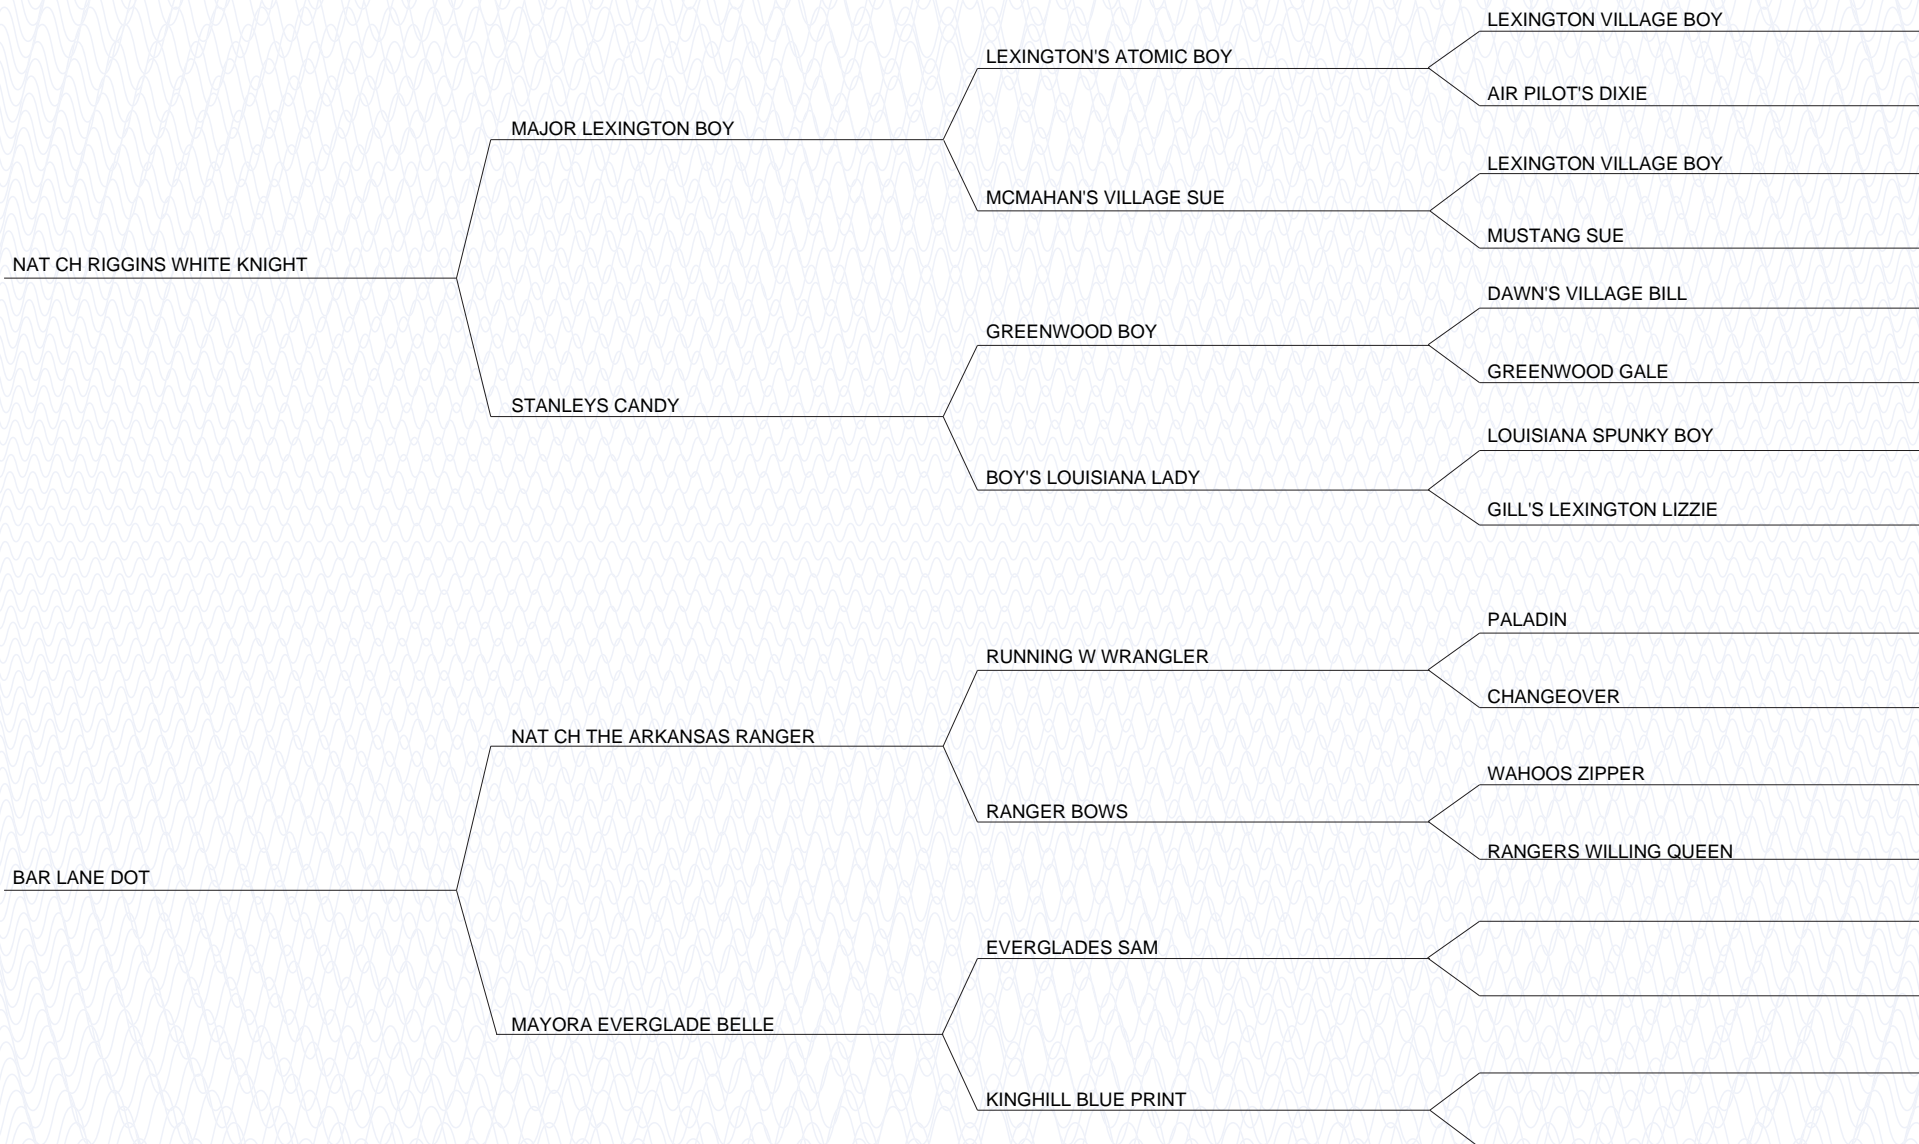 LEXINGTON VILLAGE BOY
LEXINGTON'S ATOMIC BOY
AIR PILOT'S DIXIE
MAJOR LEXINGTON BOY
LEXINGTON VILLAGE BOY
MCMAHAN'S VILLAGE SUE
MUSTANG SUE
NAT CH RIGGINS WHITE KNIGHT
DAWN'S VILLAGE BILL
GREENWOOD BOY
GREENWOOD GALE
STANLEYS CANDY
LOUISIANA SPUNKY BOY
BOY'S LOUISIANA LADY
GILL'S LEXINGTON LIZZIE
PALADIN
RUNNING W WRANGLER
CHANGEOVER
NAT CH THE ARKANSAS RANGER
WAHOOS ZIPPER
RANGER BOWS
RANGERS WILLING QUEEN
BAR LANE DOT
EVERGLADES SAM
MAYORA EVERGLADE BELLE
KINGHILL BLUE PRINT